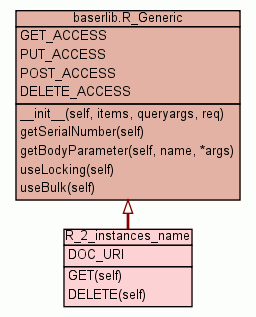 baserlib.R_Generic
GET_ACCESS
PUT_ACCESS
POST_ACCESS
DELETE_ACCESS
__init__(self, items, queryargs, req)
getSerialNumber(self)
getBodyParameter(self, name, *args)
useLocking(self)
useBulk(self)
R_2_instances_name
DOC_URI
GET(self)
DELETE(self)